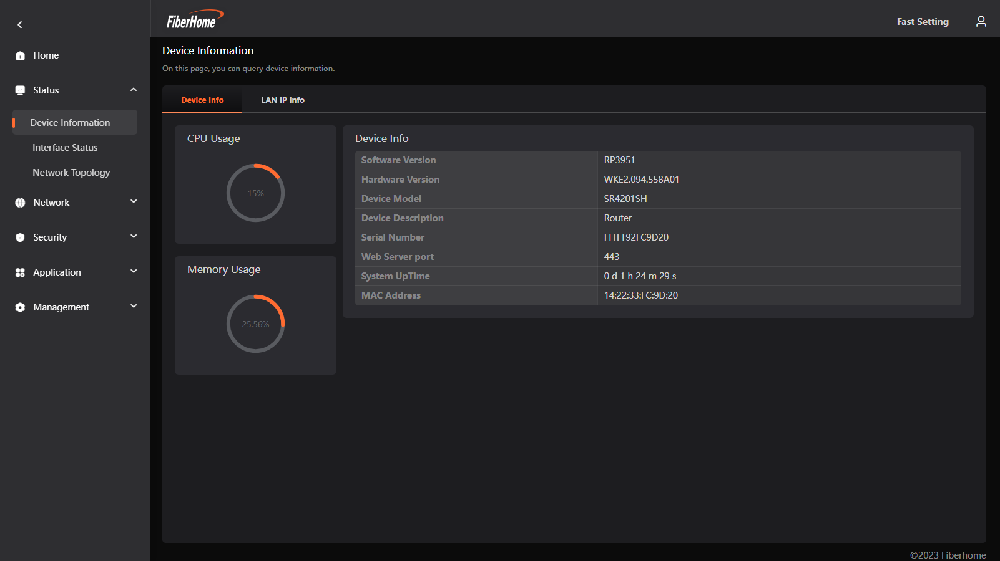 FiberHome
Fast Setting
Home
Status
Device Information
Interface Status
Network Topology
Network
Security
Application
Management
Device Information
On this page, you can query device information.
Device Info
LAN IP Info
CPU Usage
15%
Memory Usage
25.56%
Device Info
Software Version RP3951
Hardware Version WKE2.094.558A01
Device Model SR4201SH
Device Description Router
Serial Number FHTT92FC9D20
Web Server port 443
System UpTime 0 d 1 h 24 m 29 s
MAC Address 14:22:33:FC:9D:20
©2023 Fiberhome